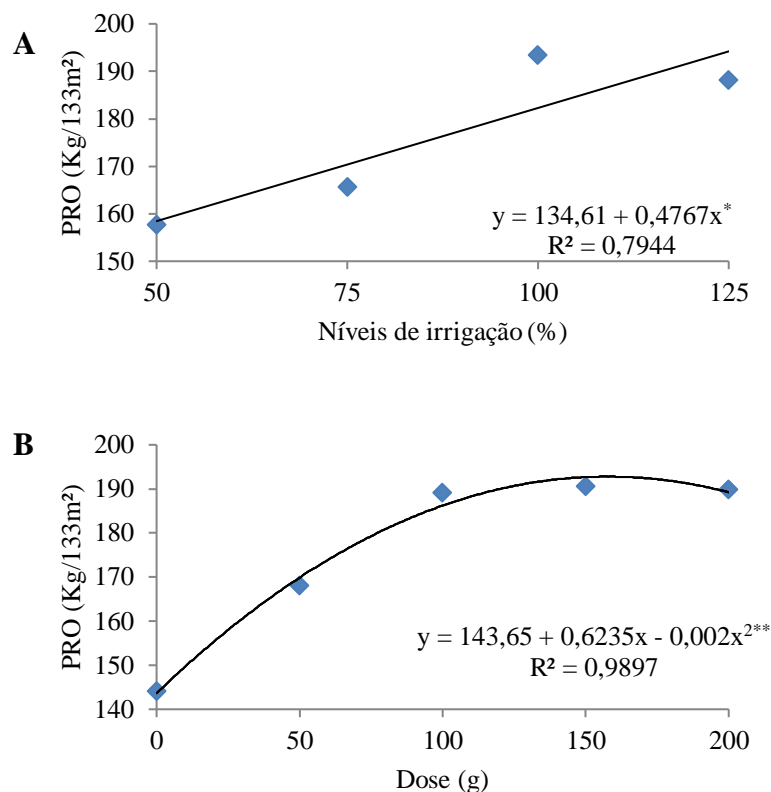 A
PRO (Kg/133m²)
200
190
180
170
160
150
y = 134,61 + 0,4767x*
R² = 0,7944
50 75 100 125
Níveis de irrigação (%)
B
PRO (Kg/133m²)
200
190
180
170
160
150
140
y = 143,65 + 0,6235x - 0,002x²**
R² = 0,9897
0 50 100 150 200
Dose (g)